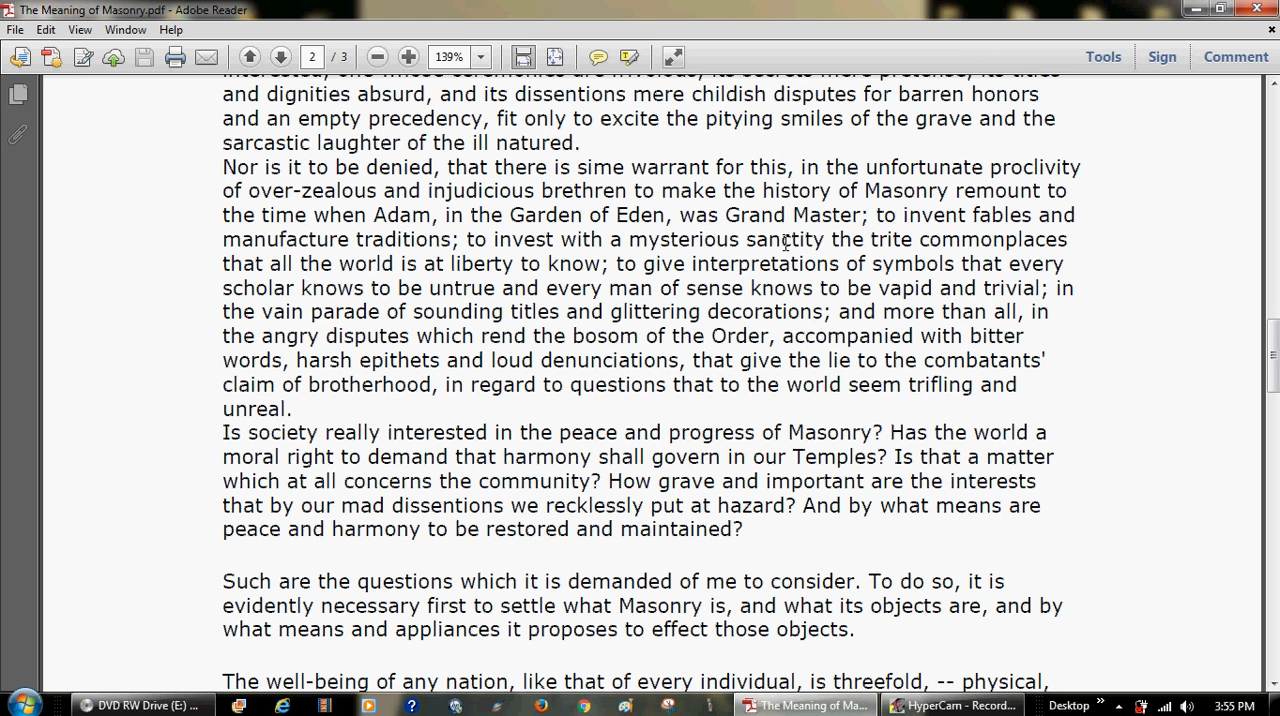 The Meaning of Masonry.pdf - Adobe Reader
File Edit View Window Help
2 / 3 139% Tools Sign Comment
and dignities absurd, and its dissentions mere childish disputes for barren honors
and an empty precedency, fit only to excite the pitying smiles of the grave and the
sarcastic laughter of the ill natured.
Nor is it to be denied, that there is sime warrant for this, in the unfortunate proclivity
of over-zealous and injudicious brethren to make the history of Masonry remount to
the time when Adam, in the Garden of Eden, was Grand Master; to invent fables and
manufacture traditions; to invest with a mysterious sanctity the trite commonplaces
that all the world is at liberty to know; to give interpretations of symbols that every
scholar knows to be untrue and every man of sense knows to be vapid and trivial; in
the vain parade of sounding titles and glittering decorations; and more than all, in
the angry disputes which rend the bosom of the Order, accompanied with bitter
words, harsh epithets and loud denunciations, that give the lie to the combatants'
claim of brotherhood, in regard to questions that to the world seem trifling and
unreal.
Is society really interested in the peace and progress of Masonry? Has the world a
moral right to demand that harmony shall govern in our Temples? Is that a matter
which at all concerns the community? How grave and important are the interests
that by our mad dissentions we recklessly put at hazard? And by what means are
peace and harmony to be restored and maintained?
Such are the questions which it is demanded of me to consider. To do so, it is
evidently necessary first to settle what Masonry is, and what its objects are, and by
what means and appliances it proposes to effect those objects.
The well-being of any nation, like that of every individual, is threefold, -- physical,
DVD RW Drive (E:) ... The Meaning of Ma... HyperCam - Record... Desktop » 3:55 PM